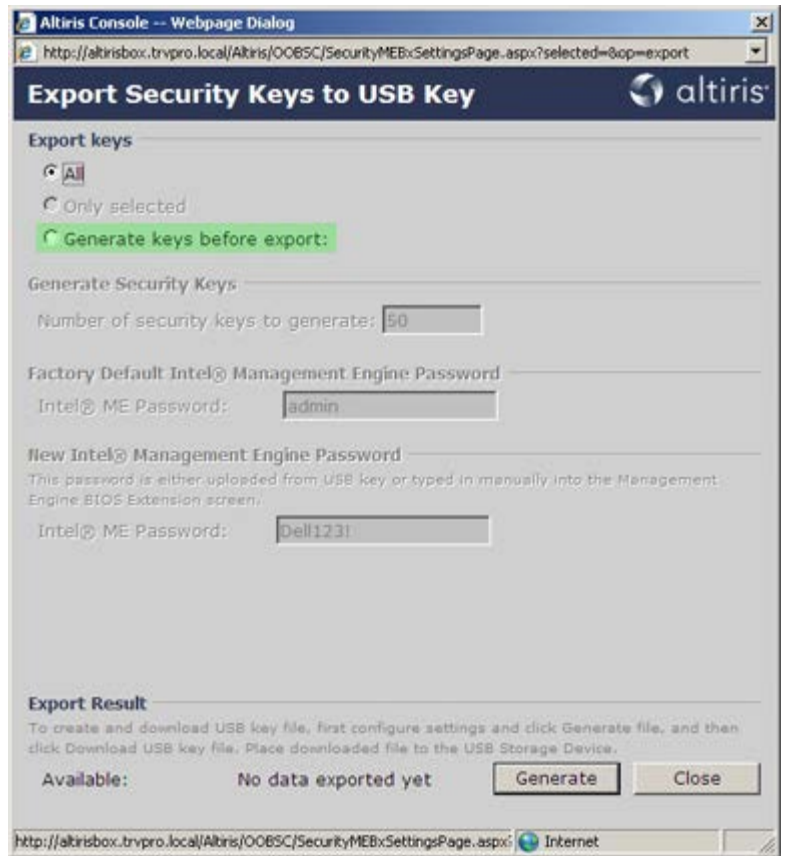 Altiris Console -- Webpage Dialog
http://altirisbox.trvpro.local/Altiris/OOBSC/SecurityMEBxSettingsPage.aspx?selected=&op=export
Export Security Keys to USB Key
altiris
Export keys
All
Only selected
Generate keys before export:
Generate Security Keys
Number of security keys to generate: 50
Factory Default Intel® Management Engine Password
Intel® ME Password: admin
New Intel® Management Engine Password
This password is either uploaded from USB key or typed in manually into the Management
Engine BIOS Extension screen.
Intel® ME Password: Dell123!
Export Result
To create and download USB key file, first configure settings and click Generate file, and then
click Download USB key file. Place downloaded file to the USB Storage Device.
Available: No data exported yet Generate Close
http://altirisbox.trvpro.local/Altiris/OOBSC/SecurityMEBxSettingsPage.aspx? Internet